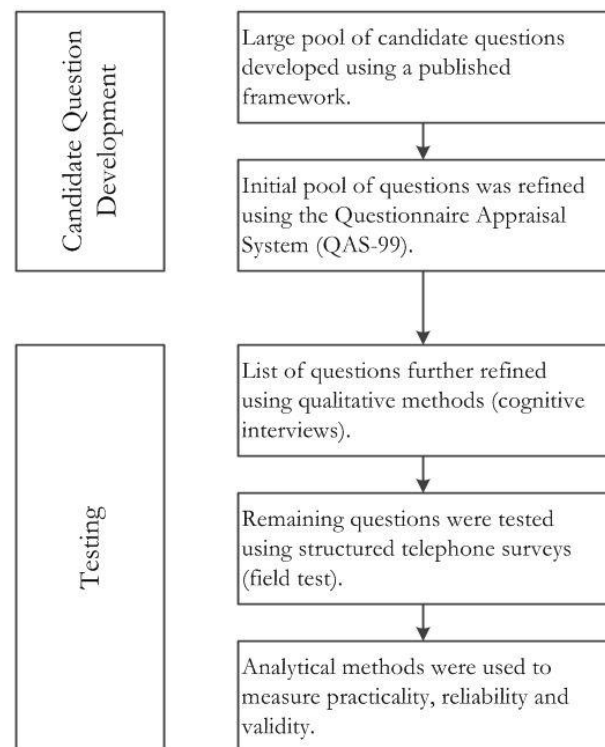 Candidate Question
Development
Large pool of candidate questions
developed using a published
framework.
Initial pool of questions was refined
using the Questionnaire Appraisal
System (QAS-99).
Testing
List of questions further refined
using qualitative methods (cognitive
interviews).
Remaining questions were tested
using structured telephone surveys
(field test).
Analytical methods were used to
measure practicality, reliability and
validity.